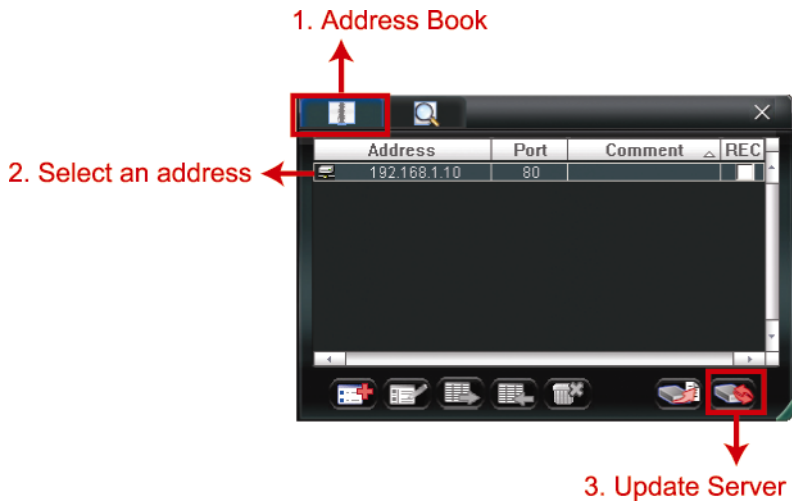 1. Address Book
Address Port Comment REC
2. Select an address
192.168.1.10 80
3. Update Server